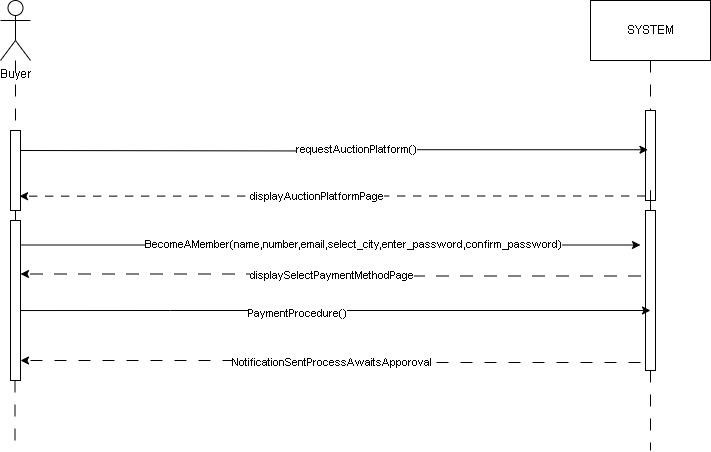 SYSTEM
Buyer
requestAuctionPlatform()
displayAuctionPlatformPage
BecomeAMember(name,number,email,select_city,enter_password,confirm_password)
displaySelectPaymentMethodPage
PaymentProcedure()
NotificationSentProcessAwaitsApporoval